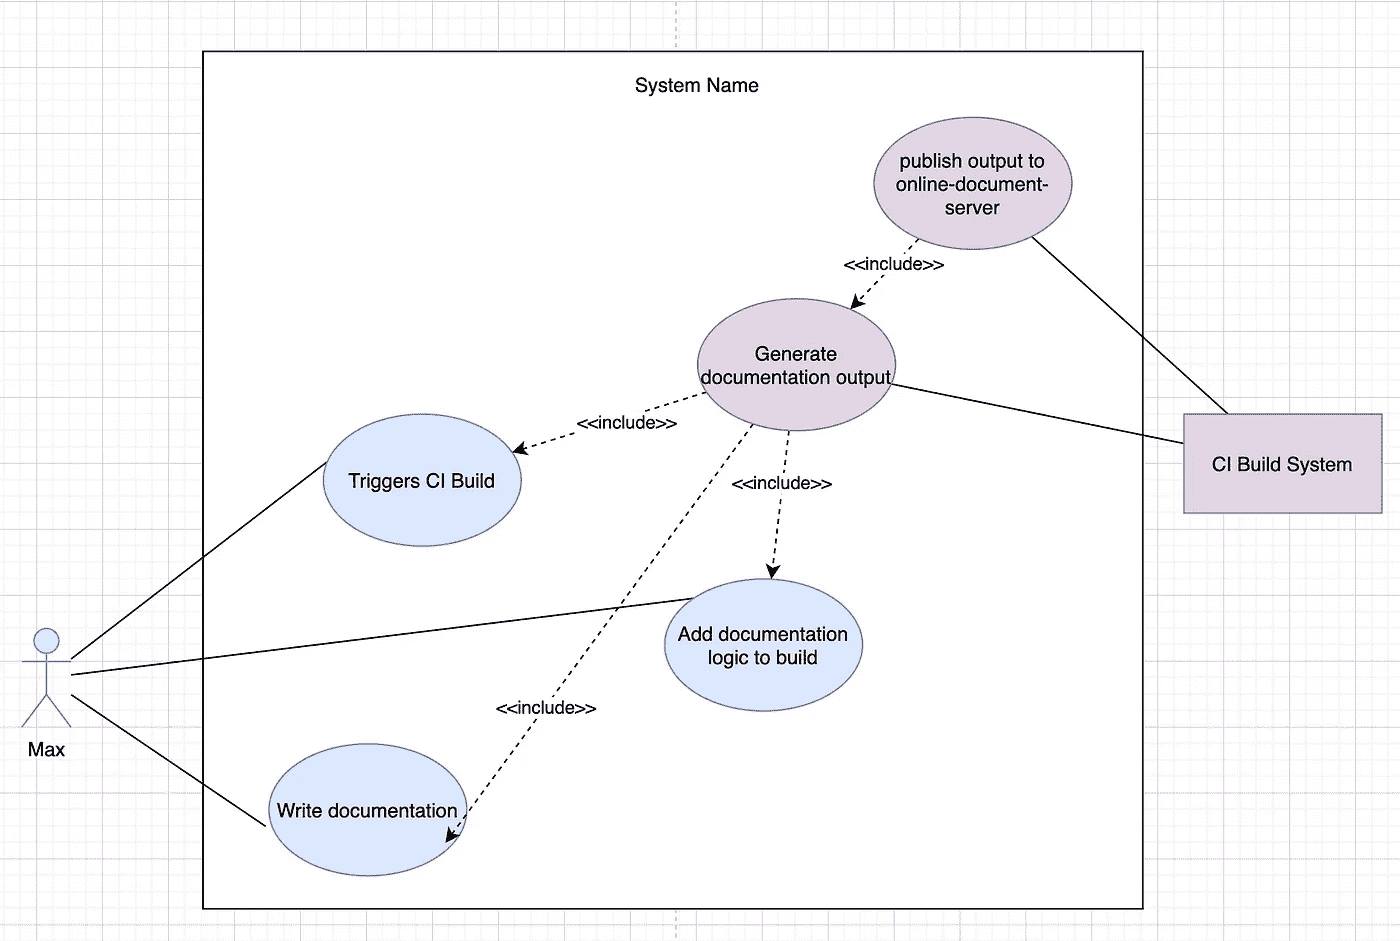 System Name
publish output to
online-document-
server
<<include>>
Generate
documentation output
<<include>>
Triggers CI Build
<<include>>
CI Build System
Add documentation
logic to build
<<include>>
Max
Write documentation